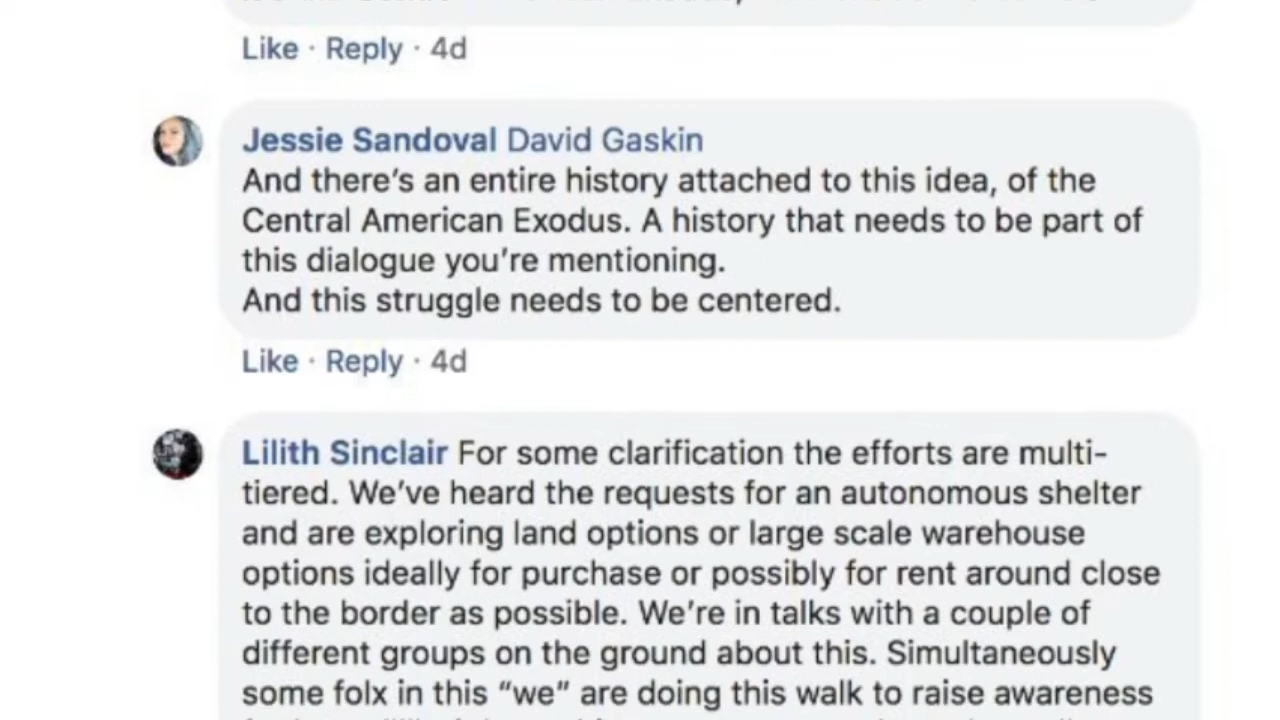 Like · Reply · 4d
Jessie Sandoval David Gaskin
And there's an entire history attached to this idea, of the
Central American Exodus. A history that needs to be part of
this dialogue you're mentioning.
And this struggle needs to be centered.
Like · Reply · 4d
Lilith Sinclair For some clarification the efforts are multi-
tiered. We've heard the requests for an autonomous shelter
and are exploring land options or large scale warehouse
options ideally for purchase or possibly for rent around close
to the border as possible. We're in talks with a couple of
different groups on the ground about this. Simultaneously
some folx in this “we” are doing this walk to raise awareness